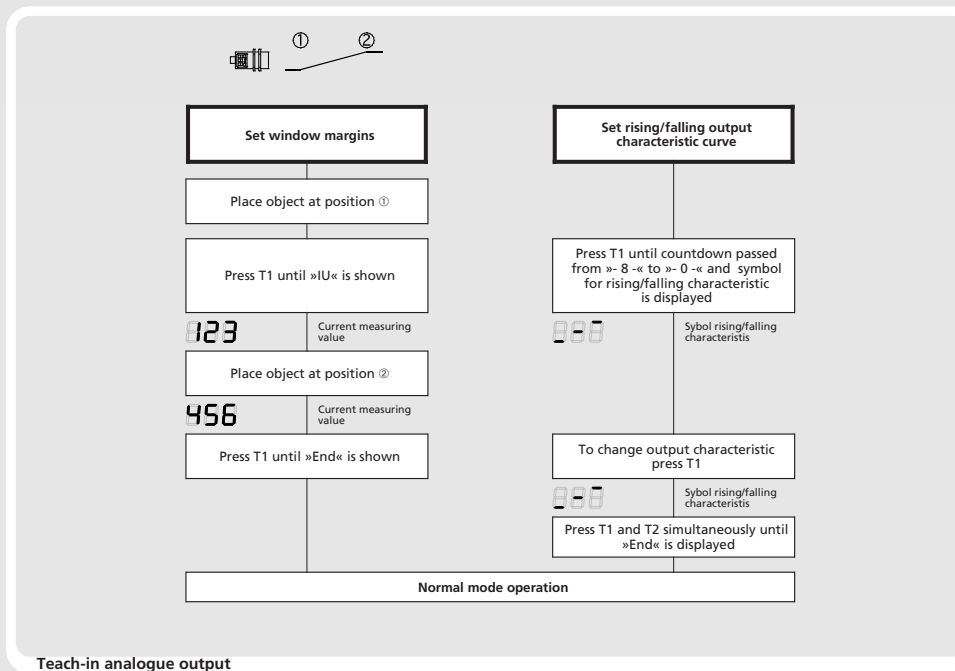 ① ②
Set window margins
Place object at position ①
Press T1 until »IU« is shown
123
Current measuring
value
Place object at position ②
456
Current measuring
value
Press T1 until »End« is shown
Set rising/falling output
characteristic curve
Press T1 until countdown passed
from »- 8 -« to »- 0 -« and symbol
for rising/falling characteristic
is displayed
Sybol rising/falling
characteristis
To change output characteristic
press T1
Sybol rising/falling
characteristis
Press T1 and T2 simultaneously until
»End« is displayed
Normal mode operation
Teach-in analogue output